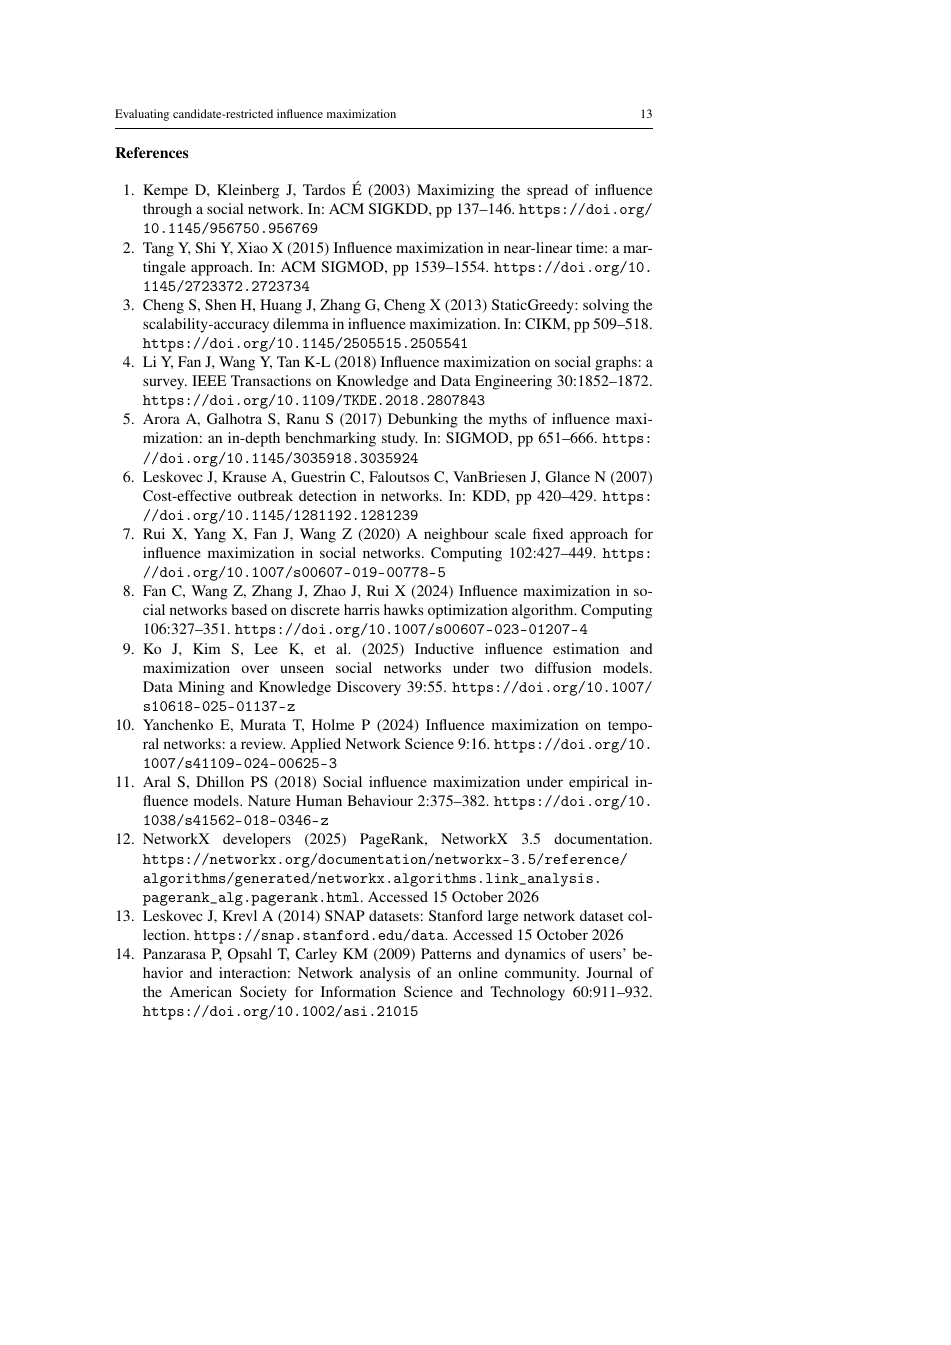 Evaluating candidate-restricted influence maximization 13
References
1. Kempe D, Kleinberg J, Tardos É (2003) Maximizing the spread of influence
through a social network. In: ACM SIGKDD, pp 137–146. https://doi.org/
10.1145/956750.956769
2. Tang Y, Shi Y, Xiao X (2015) Influence maximization in near-linear time: a mar-
tingale approach. In: ACM SIGMOD, pp 1539–1554. https://doi.org/10.
1145/2723372.2723734
3. Cheng S, Shen H, Huang J, Zhang G, Cheng X (2013) StaticGreedy: solving the
scalability-accuracy dilemma in influence maximization. In: CIKM, pp 509–518.
https://doi.org/10.1145/2505515.2505541
4. Li Y, Fan J, Wang Y, Tan K-L (2018) Influence maximization on social graphs: a
survey. IEEE Transactions on Knowledge and Data Engineering 30:1852–1872.
https://doi.org/10.1109/TKDE.2018.2807843
5. Arora A, Galhotra S, Ranu S (2017) Debunking the myths of influence maxi-
mization: an in-depth benchmarking study. In: SIGMOD, pp 651–666. https:
//doi.org/10.1145/3035918.3035924
6. Leskovec J, Krause A, Guestrin C, Faloutsos C, VanBriesen J, Glance N (2007)
Cost-effective outbreak detection in networks. In: KDD, pp 420–429. https:
//doi.org/10.1145/1281192.1281239
7. Rui X, Yang X, Fan J, Wang Z (2020) A neighbour scale fixed approach for
influence maximization in social networks. Computing 102:427–449. https:
//doi.org/10.1007/s00607-019-00778-5
8. Fan C, Wang Z, Zhang J, Zhao J, Rui X (2024) Influence maximization in so-
cial networks based on discrete harris hawks optimization algorithm. Computing
106:327–351. https://doi.org/10.1007/s00607-023-01207-4
9. Ko J, Kim S, Lee K, et al. (2025) Inductive influence estimation and
maximization over unseen social networks under two diffusion models.
Data Mining and Knowledge Discovery 39:55. https://doi.org/10.1007/
s10618-025-01137-z
10. Yanchenko E, Murata T, Holme P (2024) Influence maximization on tempo-
ral networks: a review. Applied Network Science 9:16. https://doi.org/10.
1007/s41109-024-00625-3
11. Aral S, Dhillon PS (2018) Social influence maximization under empirical in-
fluence models. Nature Human Behaviour 2:375–382. https://doi.org/10.
1038/s41562-018-0346-z
12. NetworkX developers (2025) PageRank, NetworkX 3.5 documentation.
https://networkx.org/documentation/networkx-3.5/reference/
algorithms/generated/networkx.algorithms.link_analysis.
pagerank_alg.pagerank.html. Accessed 15 October 2026
13. Leskovec J, Krevl A (2014) SNAP datasets: Stanford large network dataset col-
lection. https://snap.stanford.edu/data. Accessed 15 October 2026
14. Panzarasa P, Opsahl T, Carley KM (2009) Patterns and dynamics of users’ be-
havior and interaction: Network analysis of an online community. Journal of
the American Society for Information Science and Technology 60:911–932.
https://doi.org/10.1002/asi.21015